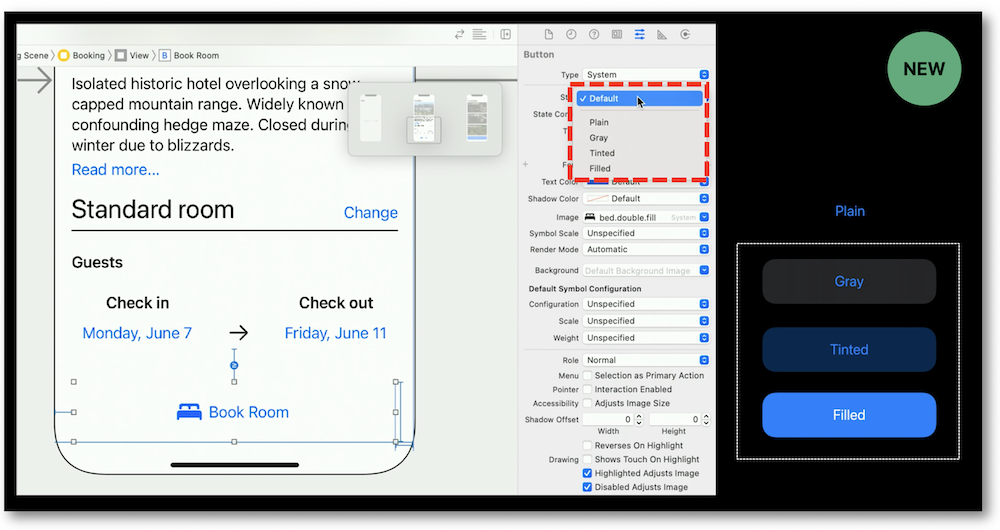 g Scene
Booking
View
B
Book Room
Isolated historic hotel overlooking a snow-
capped mountain range. Widely known
confounding hedge maze. Closed durin
winter due to blizzards.
Read more...
Standard room
Change
Guests
Check in
Check out
Monday, June 7
Friday, June 11
Book Room
Button
Type System
St
Default
State Con
Plain
T
Gray
Tinted
Fo
Filled
Text Color Default
Shadow Color Default
Image bed.double.fill System
Symbol Scale Unspecified
Render Mode Automatic
Background Default Background Image
Default Symbol Configuration
Configuration Unspecified
Scale Unspecified
Weight Unspecified
Role Normal
Menu Selection as Primary Action
Pointer Interaction Enabled
Accessibility Adjusts Image Size
Shadow Offset 0 0
Width Height
Reverses On Highlight
Drawing Shows Touch On Highlight
Highlighted Adjusts Image
Disabled Adjusts Image
NEW
Plain
Gray
Tinted
Filled